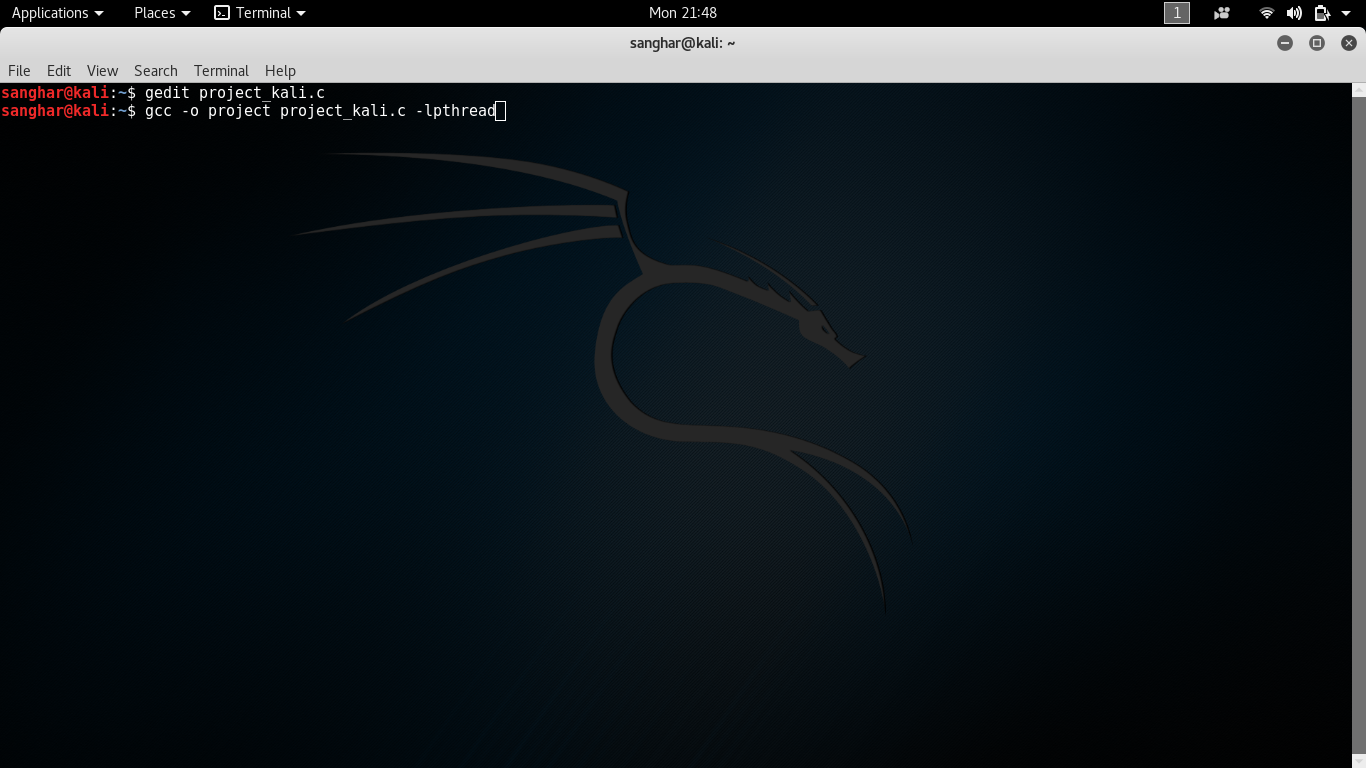 Applications Places Terminal Mon 21:48 1
sanghar@kali: ~
File Edit View Search Terminal Help
sanghar@kali:~$ gedit project_kali.c
sanghar@kali:~$ gcc -o project project_kali.c -lpthread